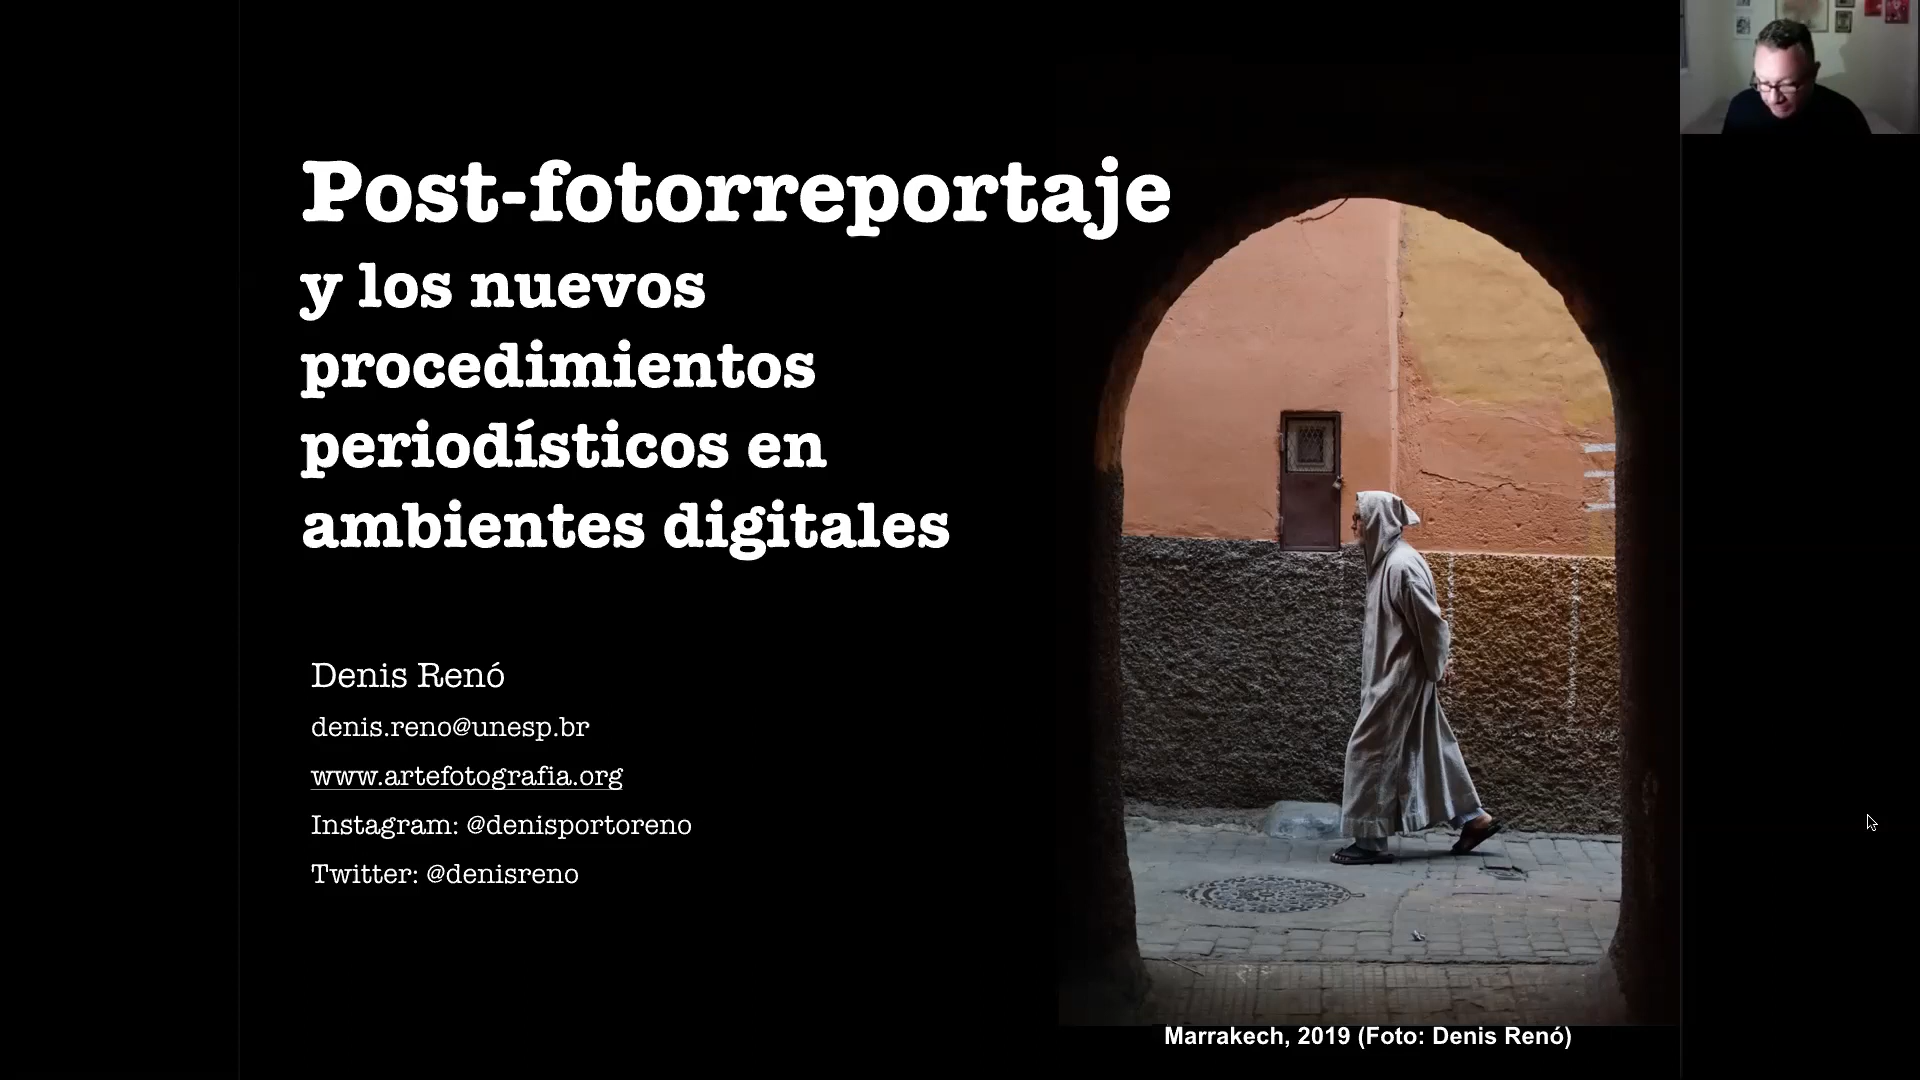 Post-fotorreportaje
y los nuevos
procedimientos
periodísticos en
ambientes digitales
Denis Renó
denis.reno@unesp.br
www.artefotografia.org
Instagram: @denisportoreno
Twitter: @denisreno
Marrakech, 2019 (Foto: Denis Renó)